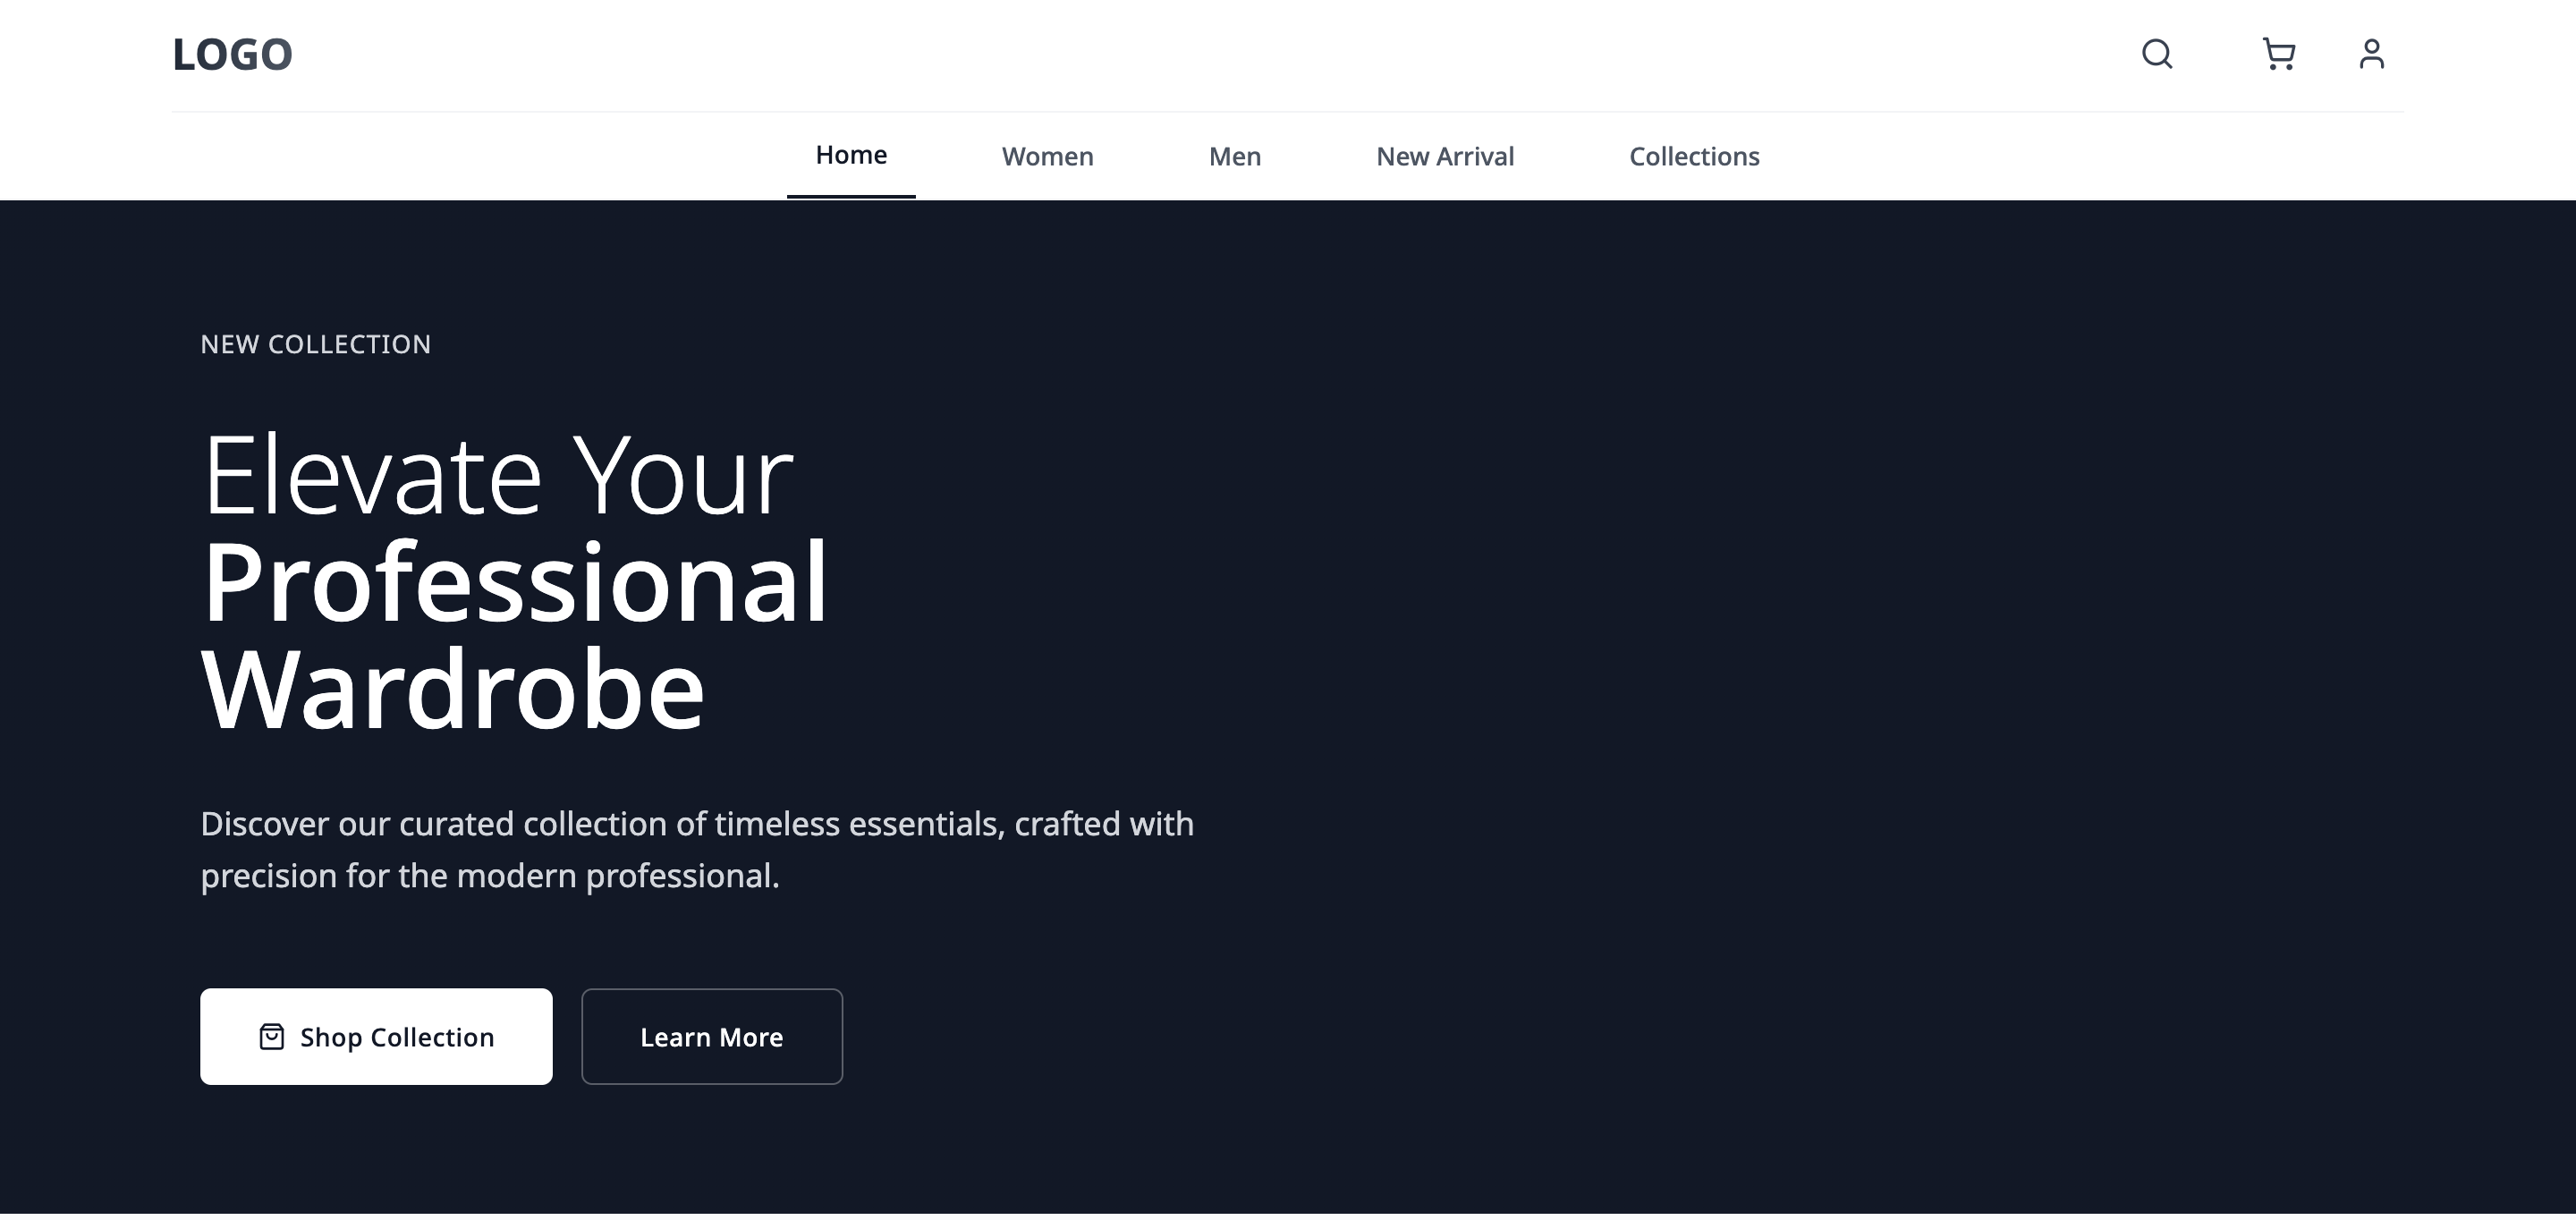 LOGO
Home Women Men New Arrival Collections
NEW COLLECTION
Elevate Your
Professional
Wardrobe
Discover our curated collection of timeless essentials, crafted with
precision for the modern professional.
Shop Collection Learn More